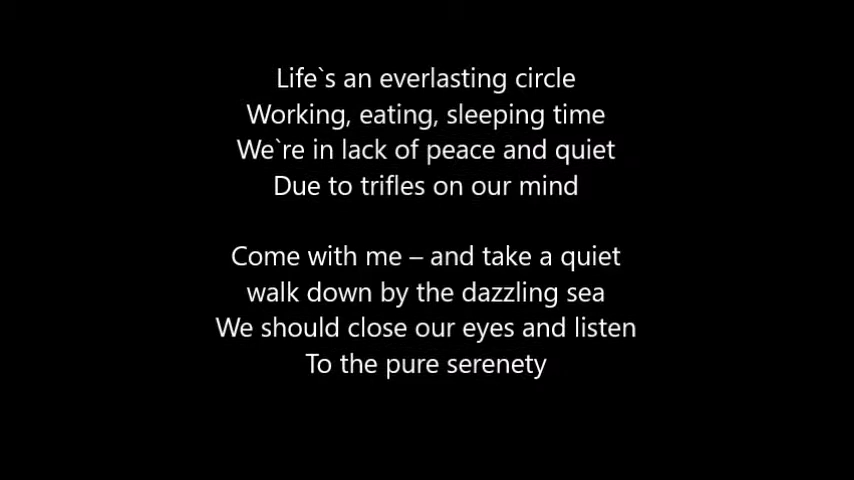 Life`s an everlasting circle
Working, eating, sleeping time
We`re in lack of peace and quiet
Due to trifles on our mind
Come with me – and take a quiet
walk down by the dazzling sea
We should close our eyes and listen
To the pure serenety